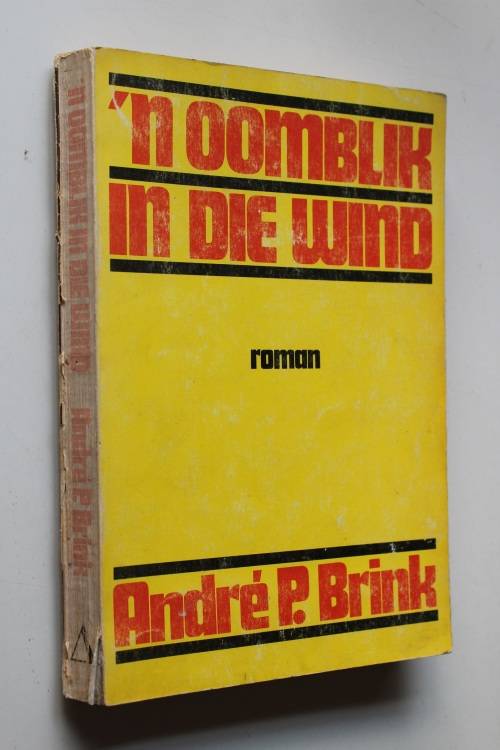 'n OOMBLIK
in DIE WIND
roman
André P. Brink
'n OOMBLIK in DIE WIND André P. Brink